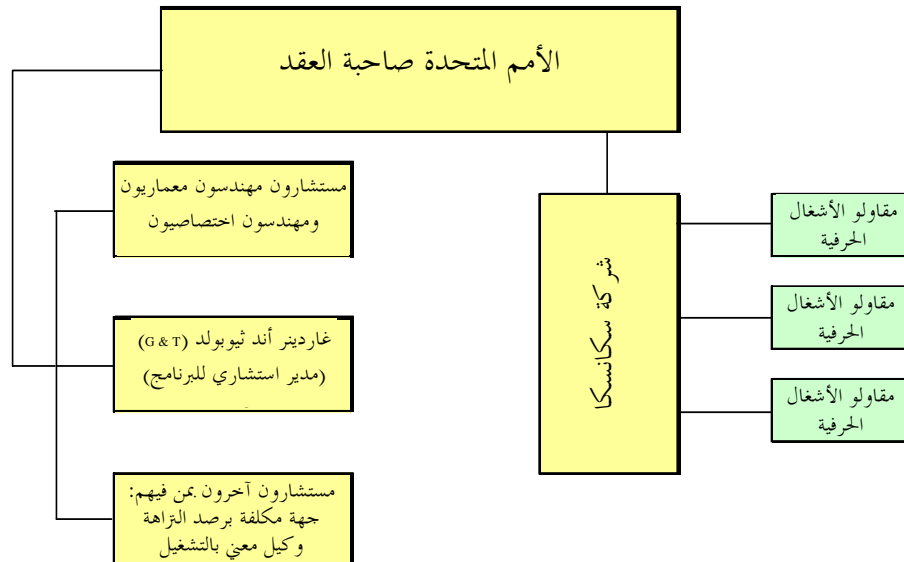 الأمم المتحدة صاحبة العقد
مستشارون مهندسون معماريون
ومهندسون اختصاصيون
غاردينر أند ثيوبولد (G & T)
(مدير استشاري للبرنامج)
مستشارون آخرون بمن فيهم:
جهة مكلفة برصد النزاهة
وكيل معني بالتشغيل
شركة سكانسكا
مقاولو الأشغال
الحرفية
مقاولو الأشغال
الحرفية
مقاولو الأشغال
الحرفية